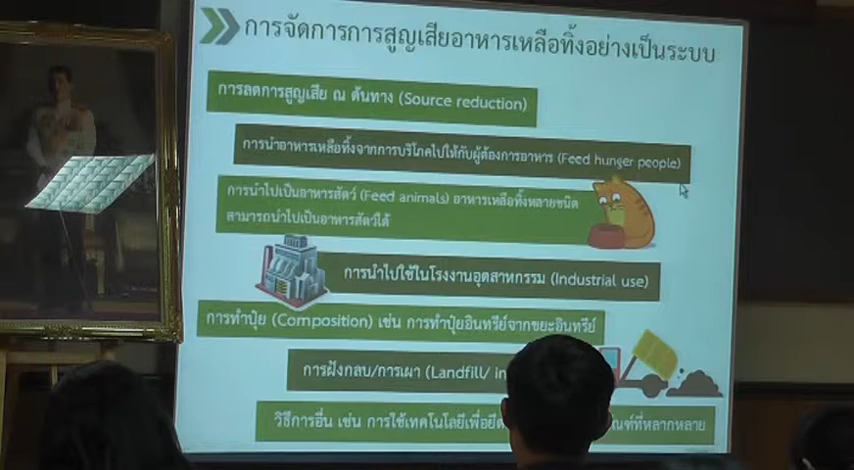 การจัดการการสูญเสียอาหารเหลือทิ้งอย่างเป็นระบบ
การลดการสูญเสีย ณ ต้นทาง (Source reduction)
การนำอาหารเหลือทิ้งจากการบริโภคไปให้กับผู้ต้องการอาหาร (Feed hunger people)
การนำไปเป็นอาหารสัตว์ (Feed animals) อาหารเหลือทิ้งหลายชนิด
สามารถนำไปเป็นอาหารสัตว์ได้
การนำไปใช้ในโรงงานอุตสาหกรรม (Industrial use)
การทำปุ๋ย (Composition) เช่น การทำปุ๋ยอินทรีย์จากขยะอินทรีย์
การฝังกลบ/การเผา (Landfill/
วิธีการอื่น เช่น การใช้เทคโนโลยีเพื่อ ที่หลากหลาย